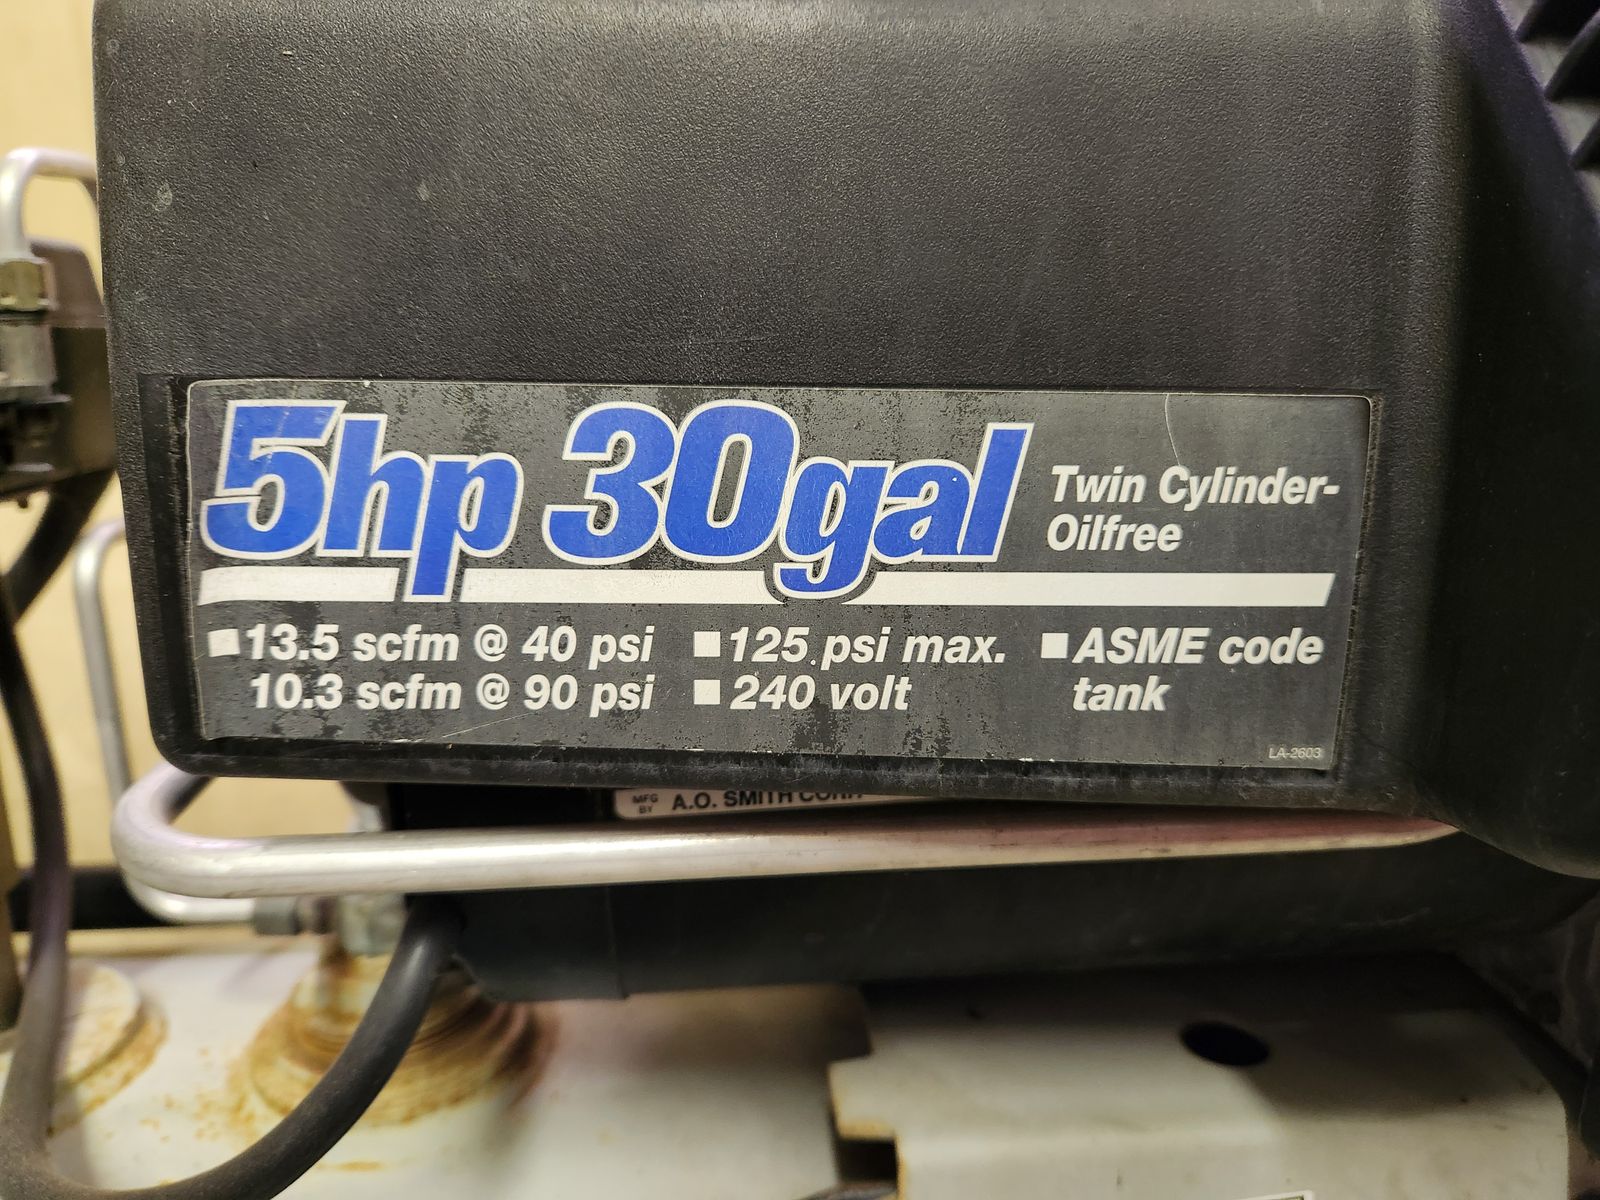 5hp 30gal
Twin Cylinder-
Oilfree
13.5 scfm @ 40 psi
10.3 scfm @ 90 psi
125 psi max.
240 volt
ASME code
tank
LA-2603
MFG
BY
A.O. SMITH